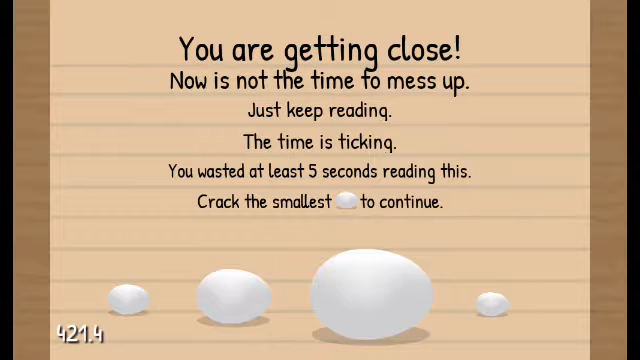 You are getting close!
Now is not the time to mess up.
Just keep reading.
The time is ticking.
You wasted at least 5 seconds reading this.
Crack the smallest to continue.
421.4